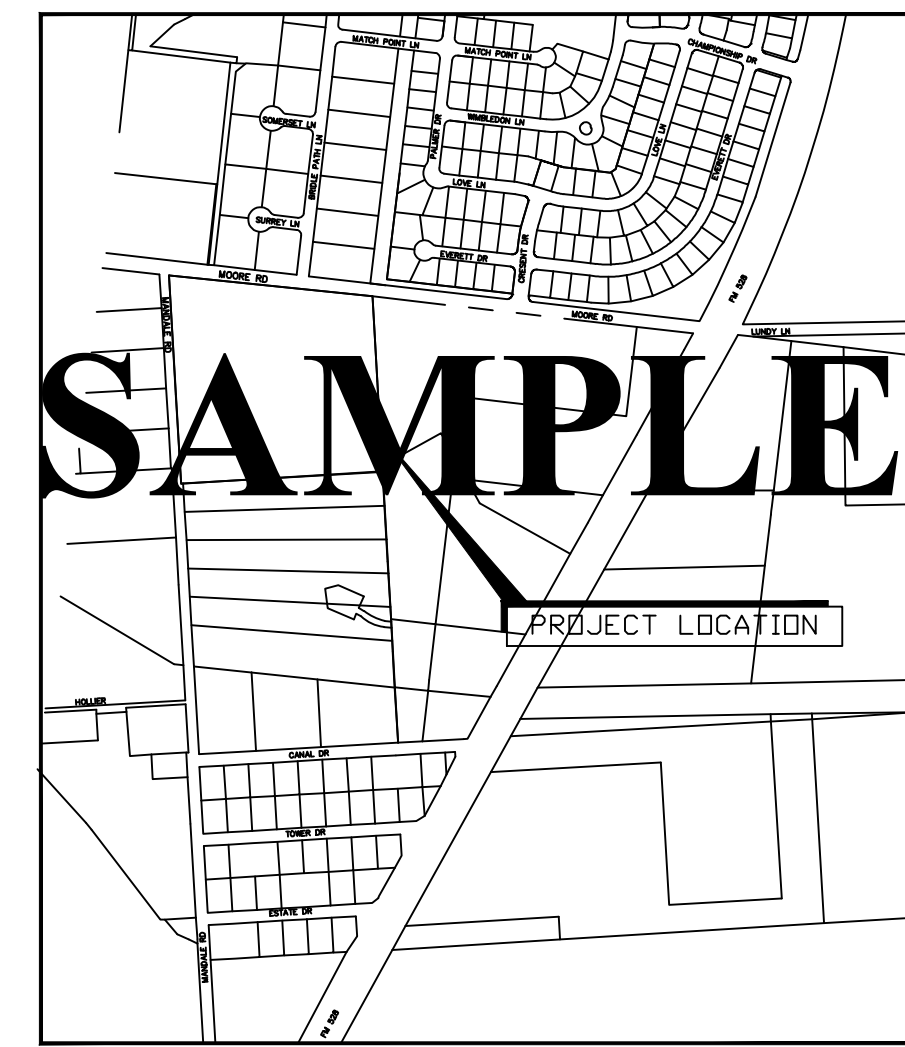 MATCH POINT LN
MATCH POINT LN
CHAMPIONSHIP DR
SOMERSET LN
WIMBLEDON LN
PALMER DR
BRIDLE PATH LN
LOVE LN
EVERETT DR
LOVE LN
SURREY LN
CRESENT DR
EVERETT DR
MOORE RD
FM 528
MANDALE RD
MOORE RD
LUNDY LN
SAMPLE
PROJECT LOCATION
HOLLIER
CANAL DR
TOWER DR
ESTATE DR
MANDALE RD
FM 528